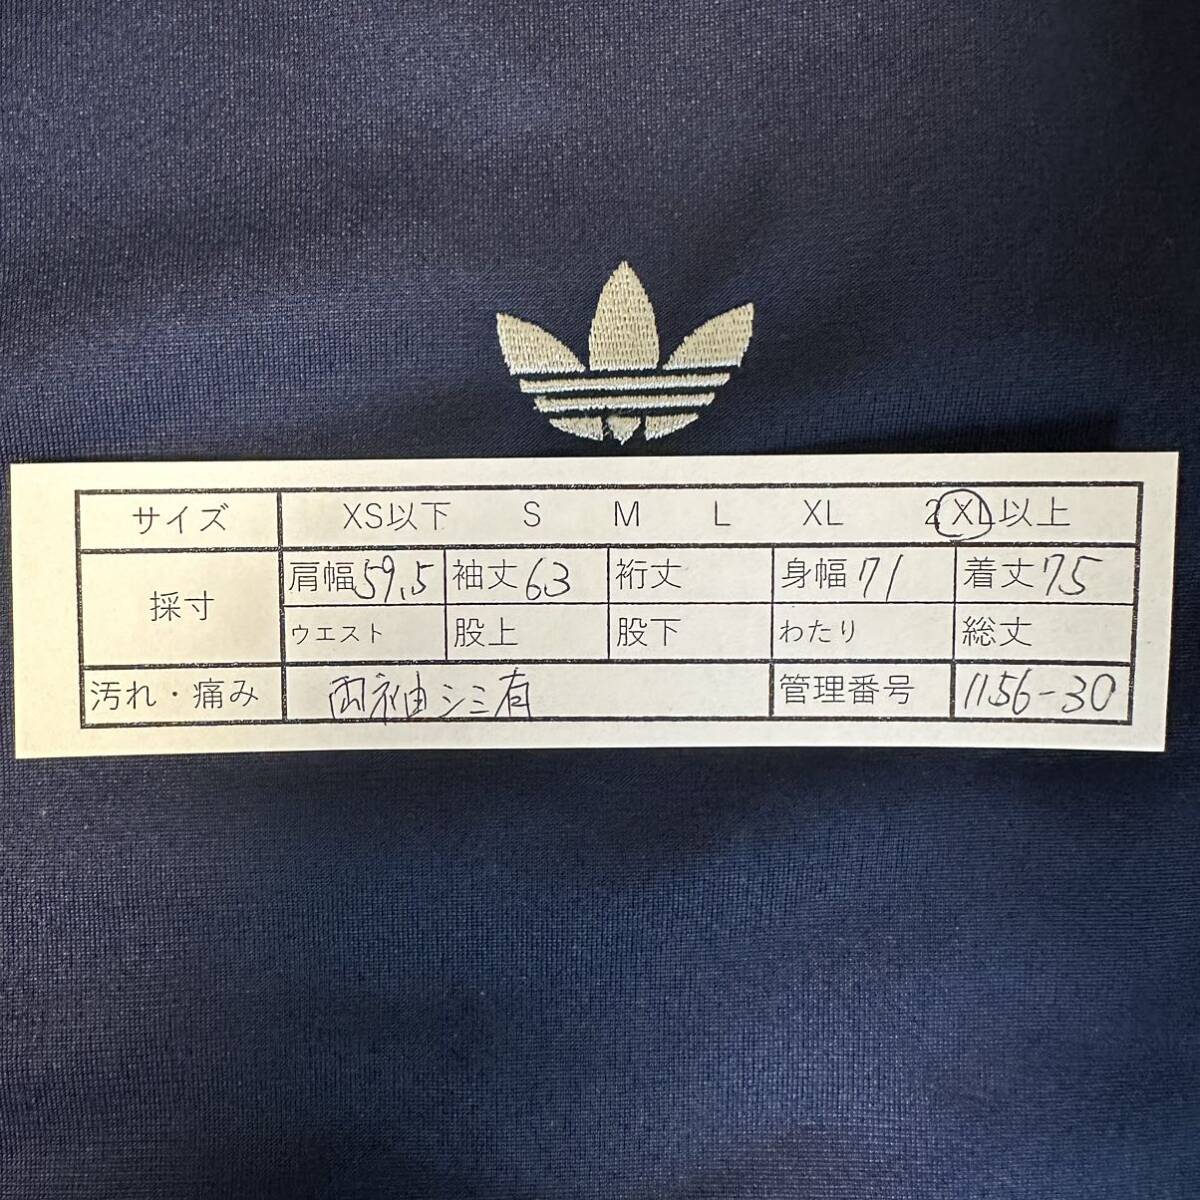 サイズ XS以下 S M L XL 2XL以上
採寸 肩幅59.5 袖丈63 裄丈 身幅71 着丈75
ウエスト 股上 股下 わたり 総丈
汚れ・痛み 両袖シミ有 管理番号 1156-30